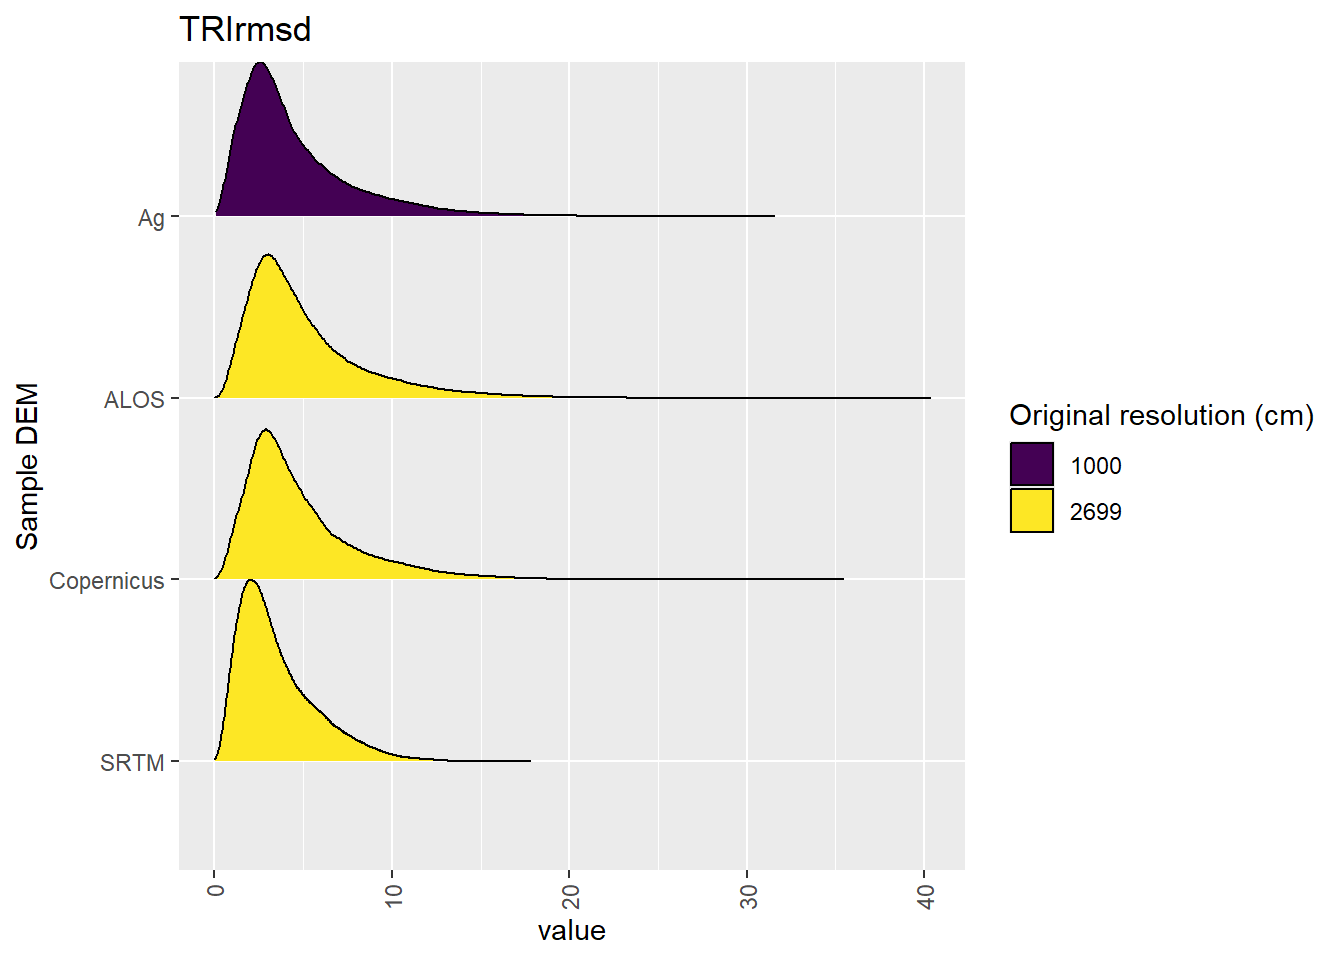 TRIrmsd
Ag
ALOS
Copernicus
SRTM
Sample DEM
0
10
20
30
40
value
Original resolution (cm)
1000
2699